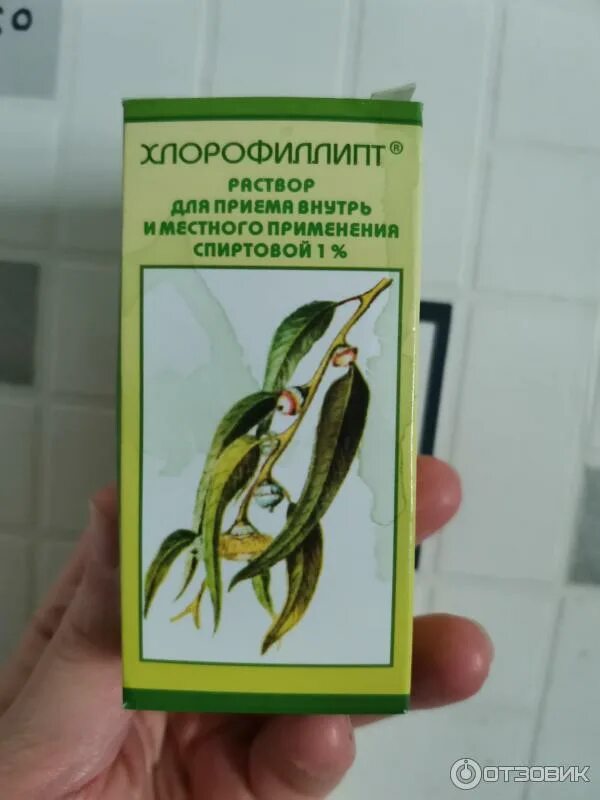 ХЛОРОФИЛЛИПТ®
РАСТВОР
ДЛЯ ПРИЕМА ВНУТРЬ
И МЕСТНОГО ПРИМЕНЕНИЯ
СПИРТОВОЙ 1 %
ОТЗОВИК